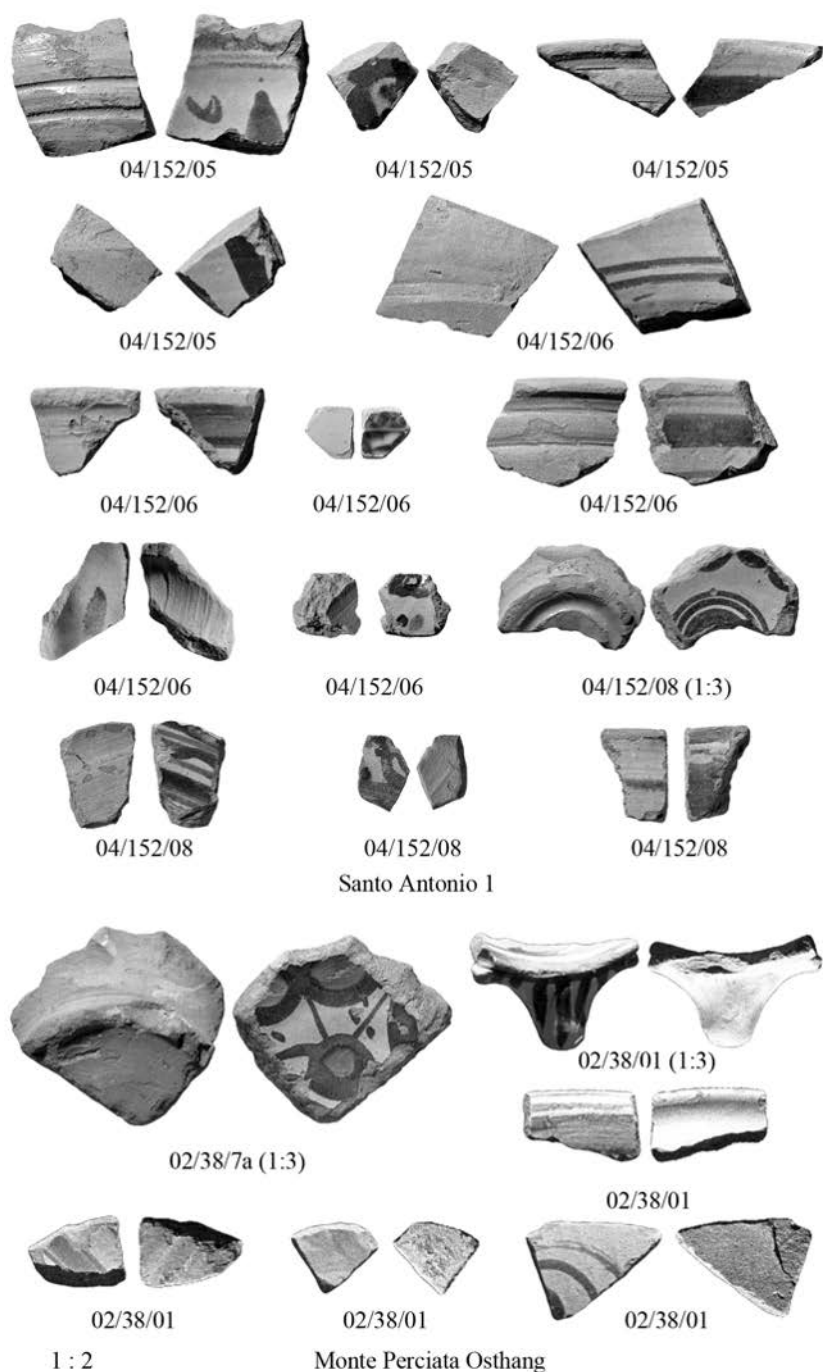 04/152/05 04/152/05 04/152/05
04/152/05 04/152/06
04/152/06 04/152/06 04/152/06
04/152/06 04/152/06 04/152/08 (1:3)
04/152/08 04/152/08 04/152/08
Santo Antonio 1
02/38/01 (1:3)
02/38/7a (1:3)
02/38/01
02/38/01 02/38/01 02/38/01
1 : 2 Monte Perciata Osthang